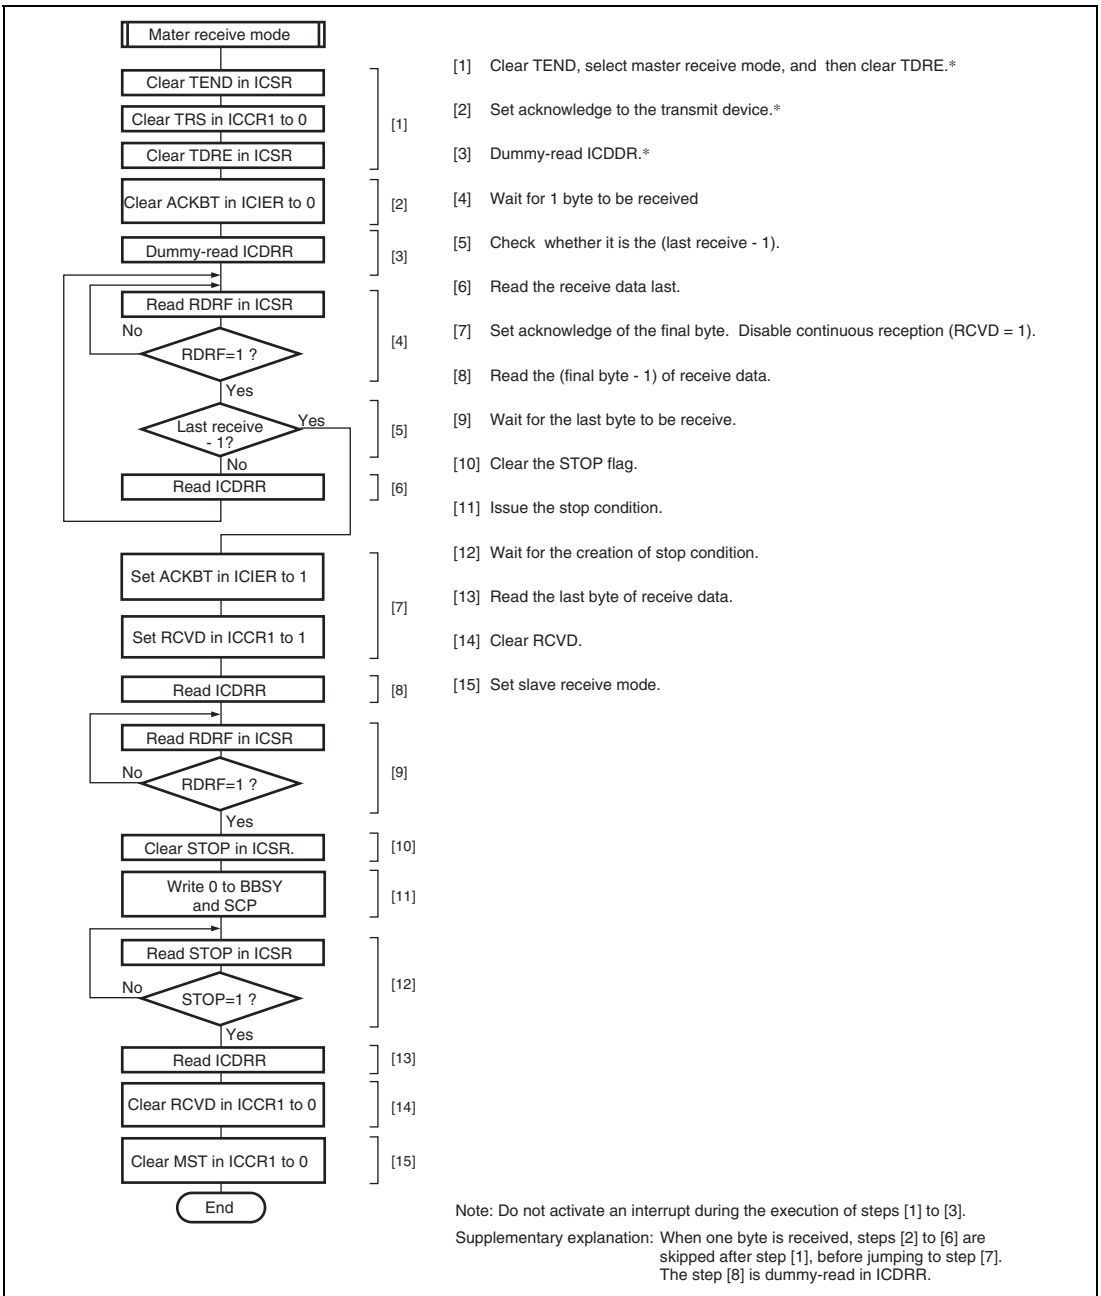 Mater receive mode
Clear TEND in ICSR
Clear TRS in ICCR1 to 0
Clear TDRE in ICSR
[1]
Clear ACKBT in ICIER to 0
[2]
Dummy-read ICDRR
[3]
Read RDRF in ICSR
No
RDRF=1 ?
[4]
Yes
Last receive
- 1?
Yes
[5]
No
Read ICDRR
[6]
Set ACKBT in ICIER to 1
[7]
Set RCVD in ICCR1 to 1
Read ICDRR
[8]
Read RDRF in ICSR
No
RDRF=1 ?
[9]
Yes
Clear STOP in ICSR.
[10]
Write 0 to BBSY
and SCP
[11]
Read STOP in ICSR
No
STOP=1 ?
[12]
Yes
Read ICDRR
[13]
Clear RCVD in ICCR1 to 0
[14]
Clear MST in ICCR1 to 0
[15]
End
[1] Clear TEND, select master receive mode, and then clear TDRE.*
[2] Set acknowledge to the transmit device.*
[3] Dummy-read ICDDR.*
[4] Wait for 1 byte to be received
[5] Check whether it is the (last receive - 1).
[6] Read the receive data last.
[7] Set acknowledge of the final byte. Disable continuous reception (RCVD = 1).
[8] Read the (final byte - 1) of receive data.
[9] Wait for the last byte to be receive.
[10] Clear the STOP flag.
[11] Issue the stop condition.
[12] Wait for the creation of stop condition.
[13] Read the last byte of receive data.
[14] Clear RCVD.
[15] Set slave receive mode.
Note: Do not activate an interrupt during the execution of steps [1] to [3].
Supplementary explanation: When one byte is received, steps [2] to [6] are
skipped after step [1], before jumping to step [7].
The step [8] is dummy-read in ICDRR.